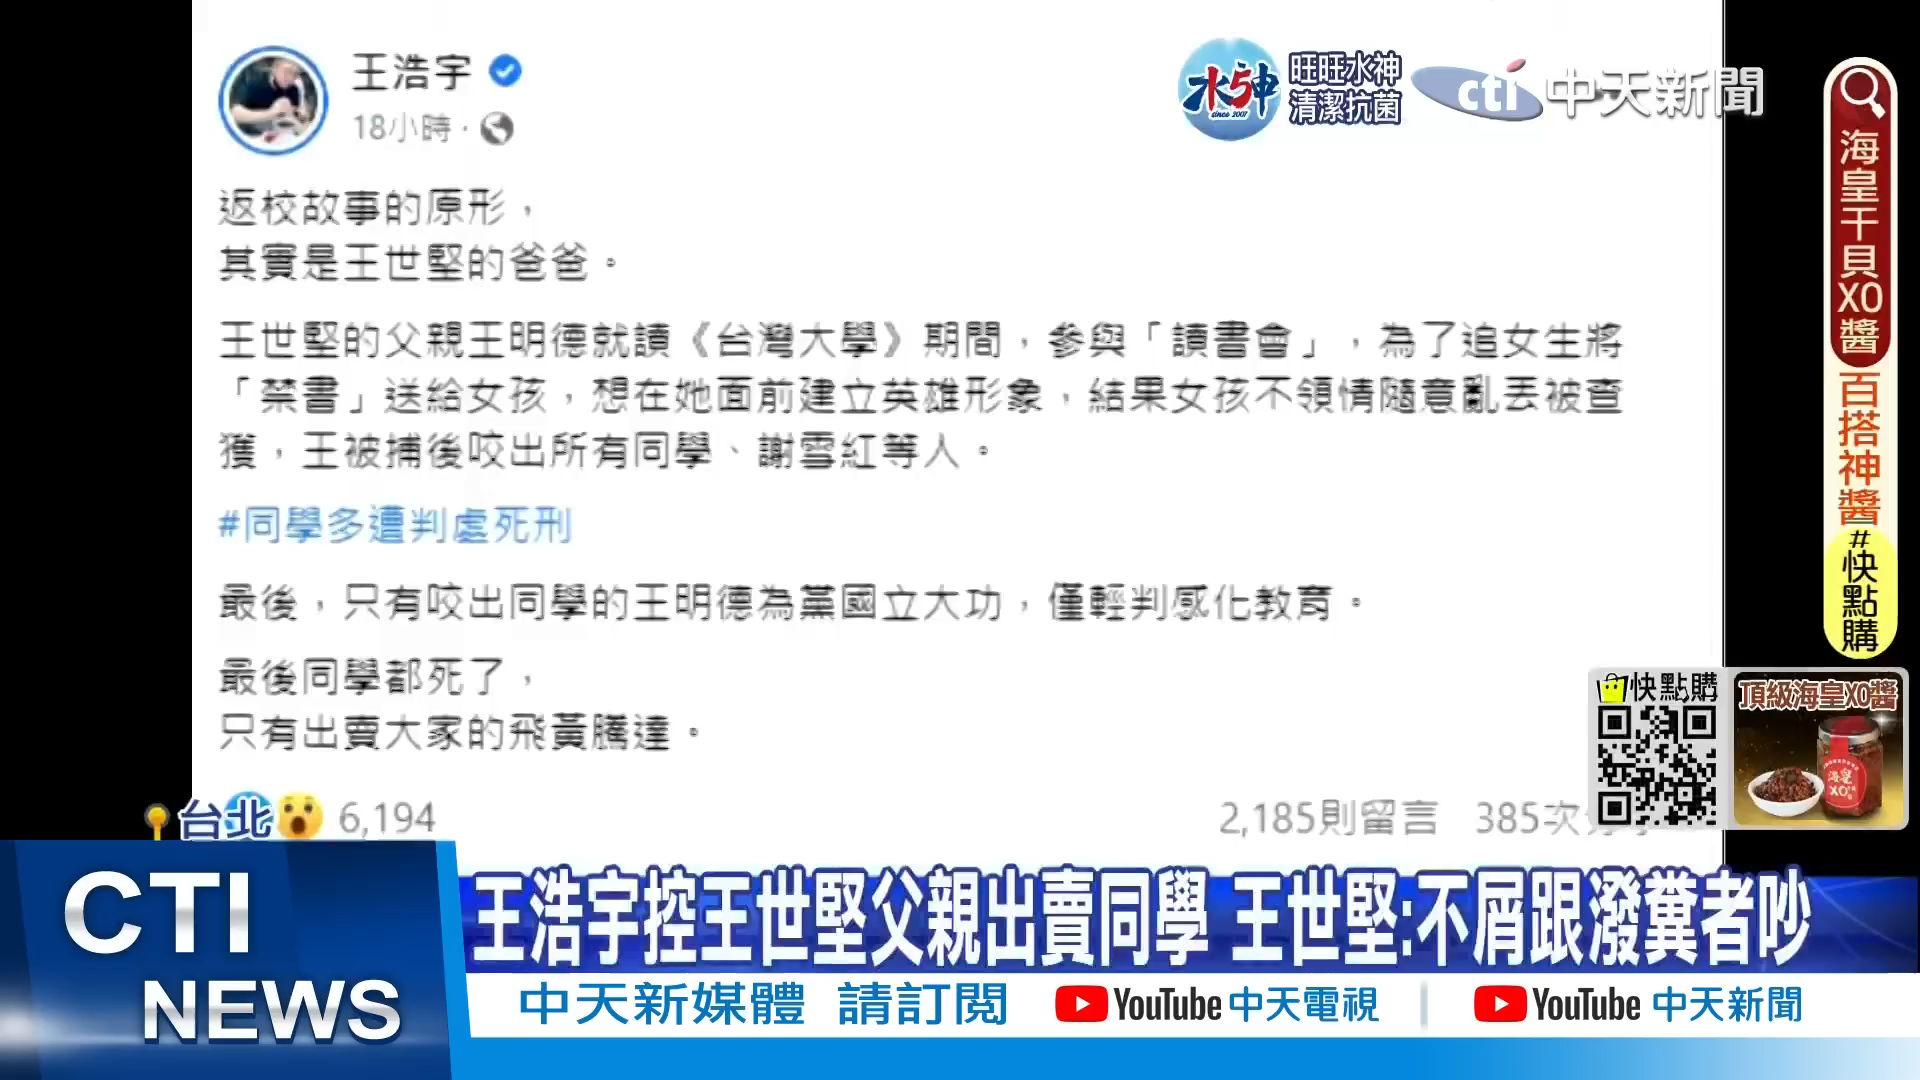 王浩宇
18小時·
返校故事的原形，
其實是王世堅的爸爸。
王世堅的父親王明德就讀《台灣大學》期間，參與「讀書會」，為了追女生將
「禁書」送給女孩，想在她面前建立英雄形象，結果女孩不領情隨意亂丟被查
獲，王被捕後咬出所有同學、謝雪紅等人。
#同學多遭判處死刑
最後，只有咬出同學的王明德為黨國立大功，僅輕判感化教育。
最後同學都死了，
只有出賣大家的飛黃騰達。
6,194
2,185則留言 385次
水神
since 2007
旺旺水神
清潔抗菌
cti 中天新聞
海皇干貝XO醬
百搭神醬
#快點購
快點購
頂級海皇XO醬
海皇
XO
台北
CTI
NEWS
王浩宇控王世堅父親出賣同學 王世堅:不屑跟潑糞者吵
中天新媒體 請訂閱 YouTube 中天電視 | YouTube 中天新聞